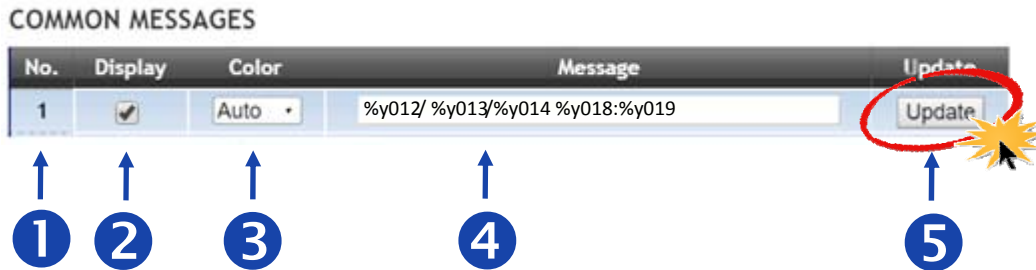 COMMON MESSAGES
No. Display Color Message Update
1 Auto %y012/ %y013/%y014 %y018:%y019 Update
1 2 3 4 5